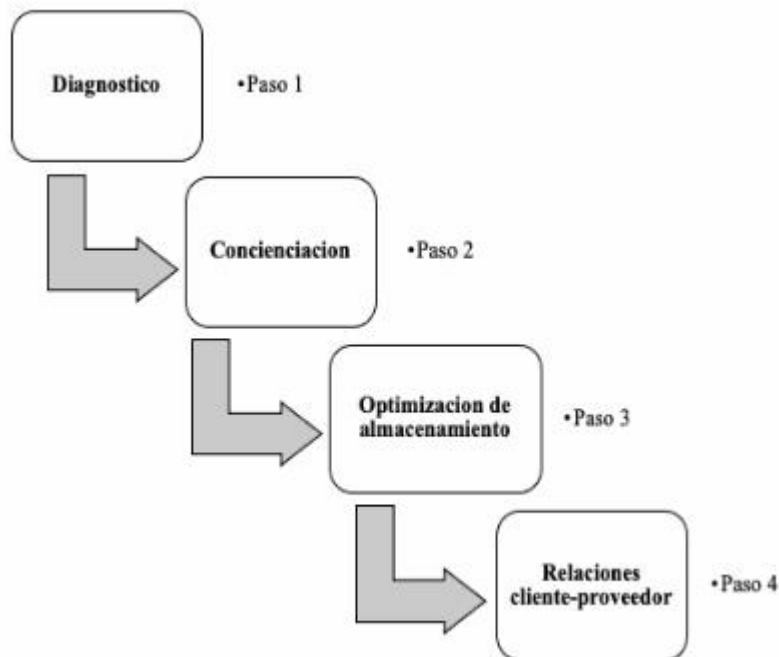 Diagnostico
•Paso 1
Concienciacion
•Paso 2
Optimizacion de
almacenamiento
•Paso 3
Relaciones
cliente-proveedor
•Paso 4